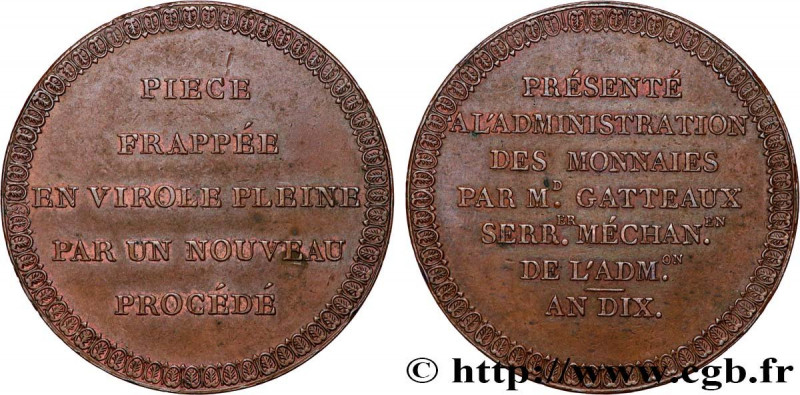 PIECE
FRAPPÉE
EN VIROLE PLEINE
PAR UN NOUVEAU
PROCÉDÉ
PRÉSENTÉ
A L'ADMINISTRATION
DES MONNAIES
PAR M.D GATTEAUX
SERR.ER MÉCHAN.EN
DE L'ADM.ON
AN DIX.
© http://www.cgb.fr